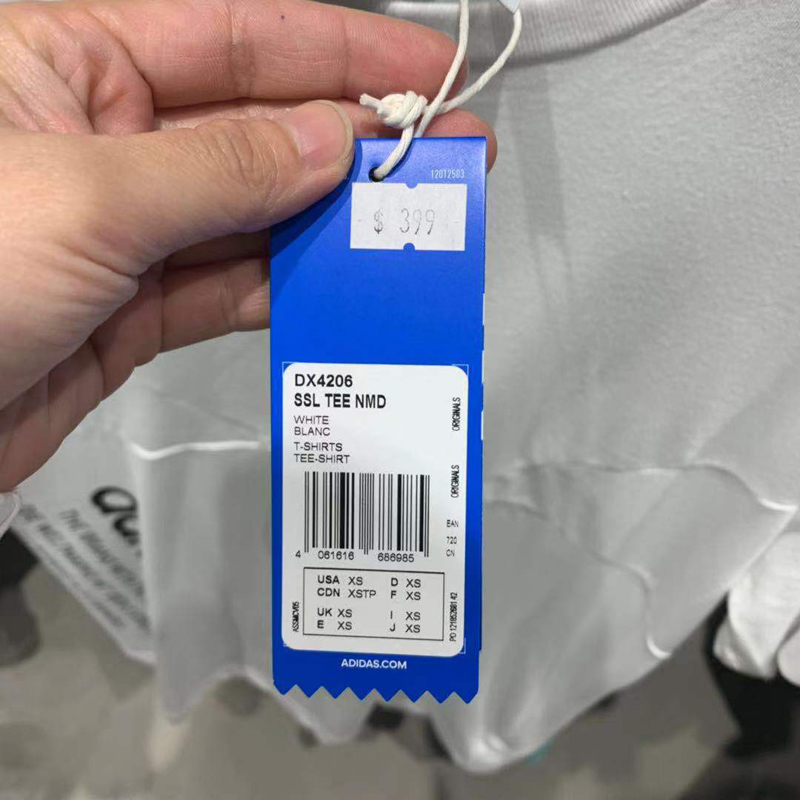 12012503
$ 399
DX4206
SSL TEE NMD
WHITE
BLANC
T-SHIRTS
TEE-SHIRT
ORIGINALS
ORIGINALS
EAN
720
CN
4 061616 686985
USA XS D XS
CDN XSTP F XS
UK XS I XS
E XS J XS
ADIDAS.COM